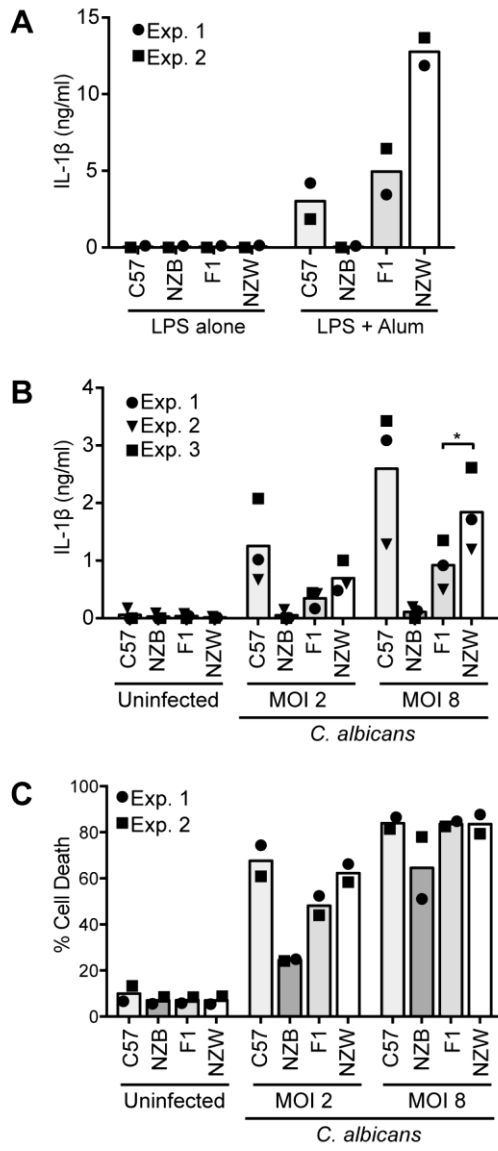 A
Exp. 1
Exp. 2
IL-1β (ng/ml)
15
10
5
0
C57 NZB F1 NZW C57 NZB F1 NZW
LPS alone LPS + Alum
B
Exp. 1
Exp. 2
Exp. 3
*
IL-1β (ng/ml)
4
3
2
1
0
C57 NZB F1 NZW C57 NZB F1 NZW C57 NZB F1 NZW
Uninfected MOI 2 MOI 8
C. albicans
C
Exp. 1
Exp. 2
% Cell Death
100
80
60
40
20
0
C57 NZB F1 NZW C57 NZB F1 NZW C57 NZB F1 NZW
Uninfected MOI 2 MOI 8
C. albicans